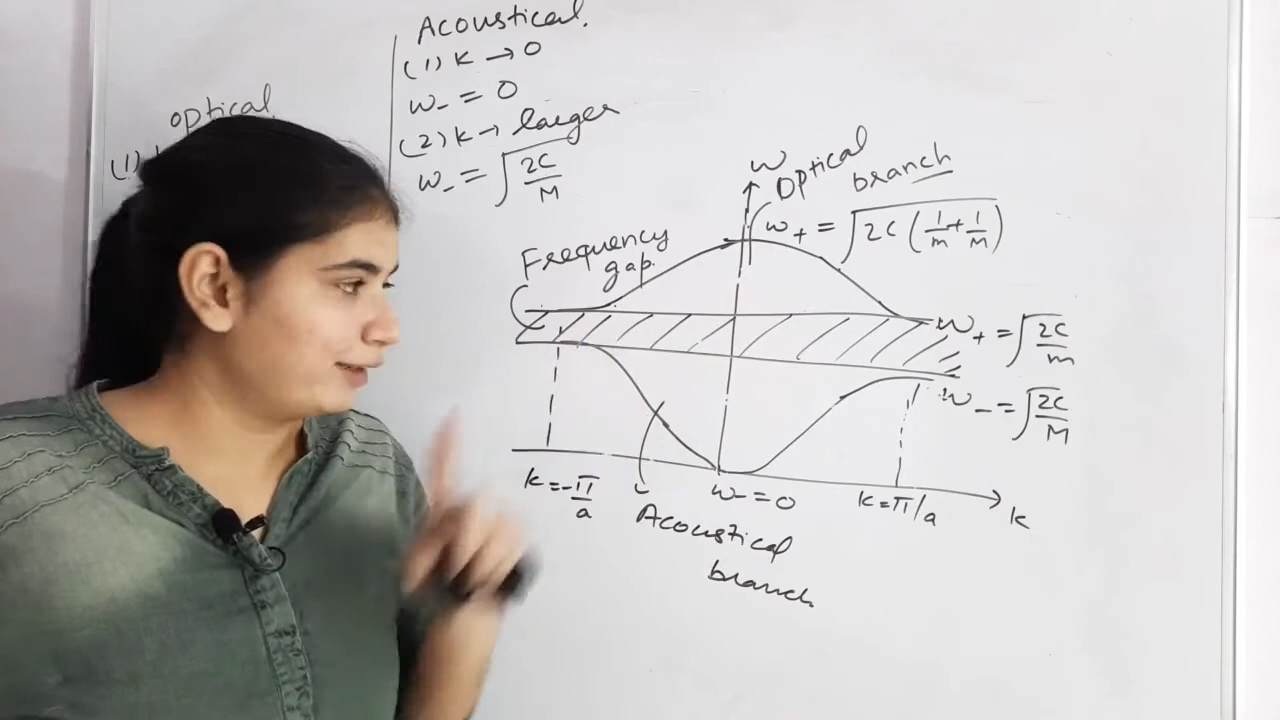 Acoustical.
(1) k → 0
ω₋ = 0
(2) k → larger
ω₋ = √(2C/M)
optical
(1)
ω
Optical branch
ω₊ = √(2C (1/m + 1/M))
Frequency gap.
ω₊ = √(2C/m)
ω₋ = √(2C/M)
k = -π/a
ω₋ = 0
k = π/a
k
Acoustical branch